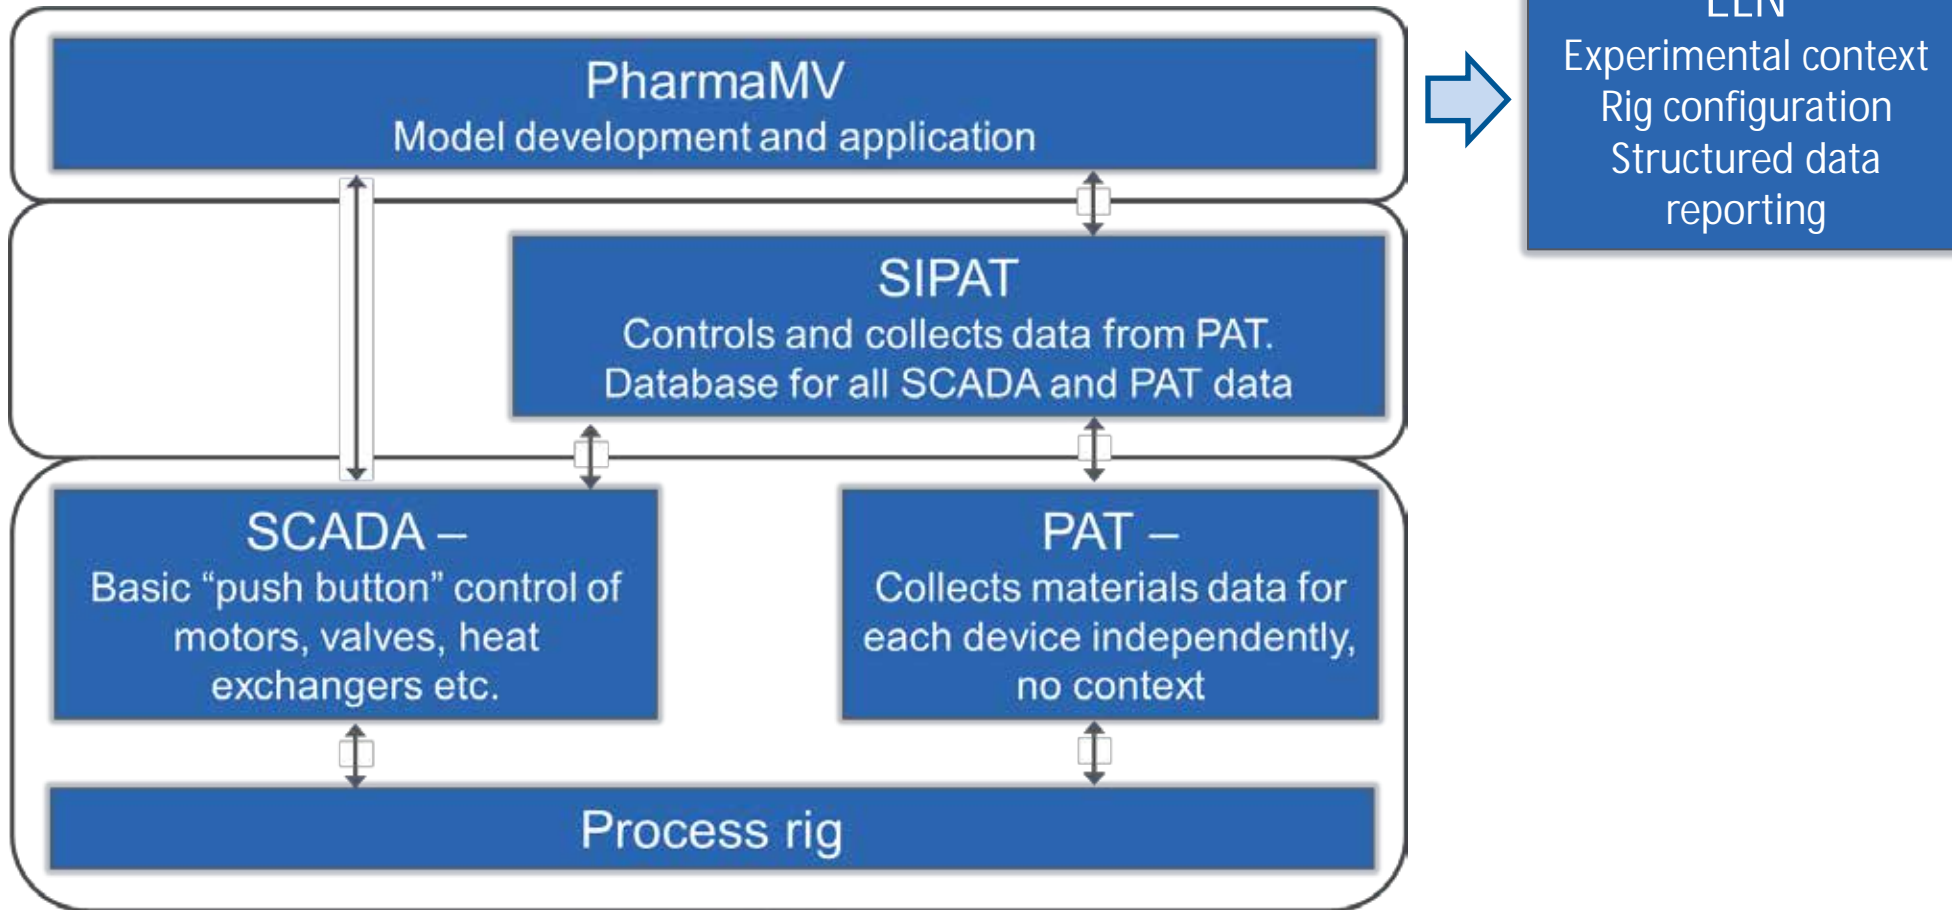 PharmaMV
Model development and application
ELN
Experimental context
Rig configuration
Structured data
reporting
SIPAT
Controls and collects data from PAT.
Database for all SCADA and PAT data
SCADA –
Basic “push button” control of
motors, valves, heat
exchangers etc.
PAT –
Collects materials data for
each device independently,
no context
Process rig